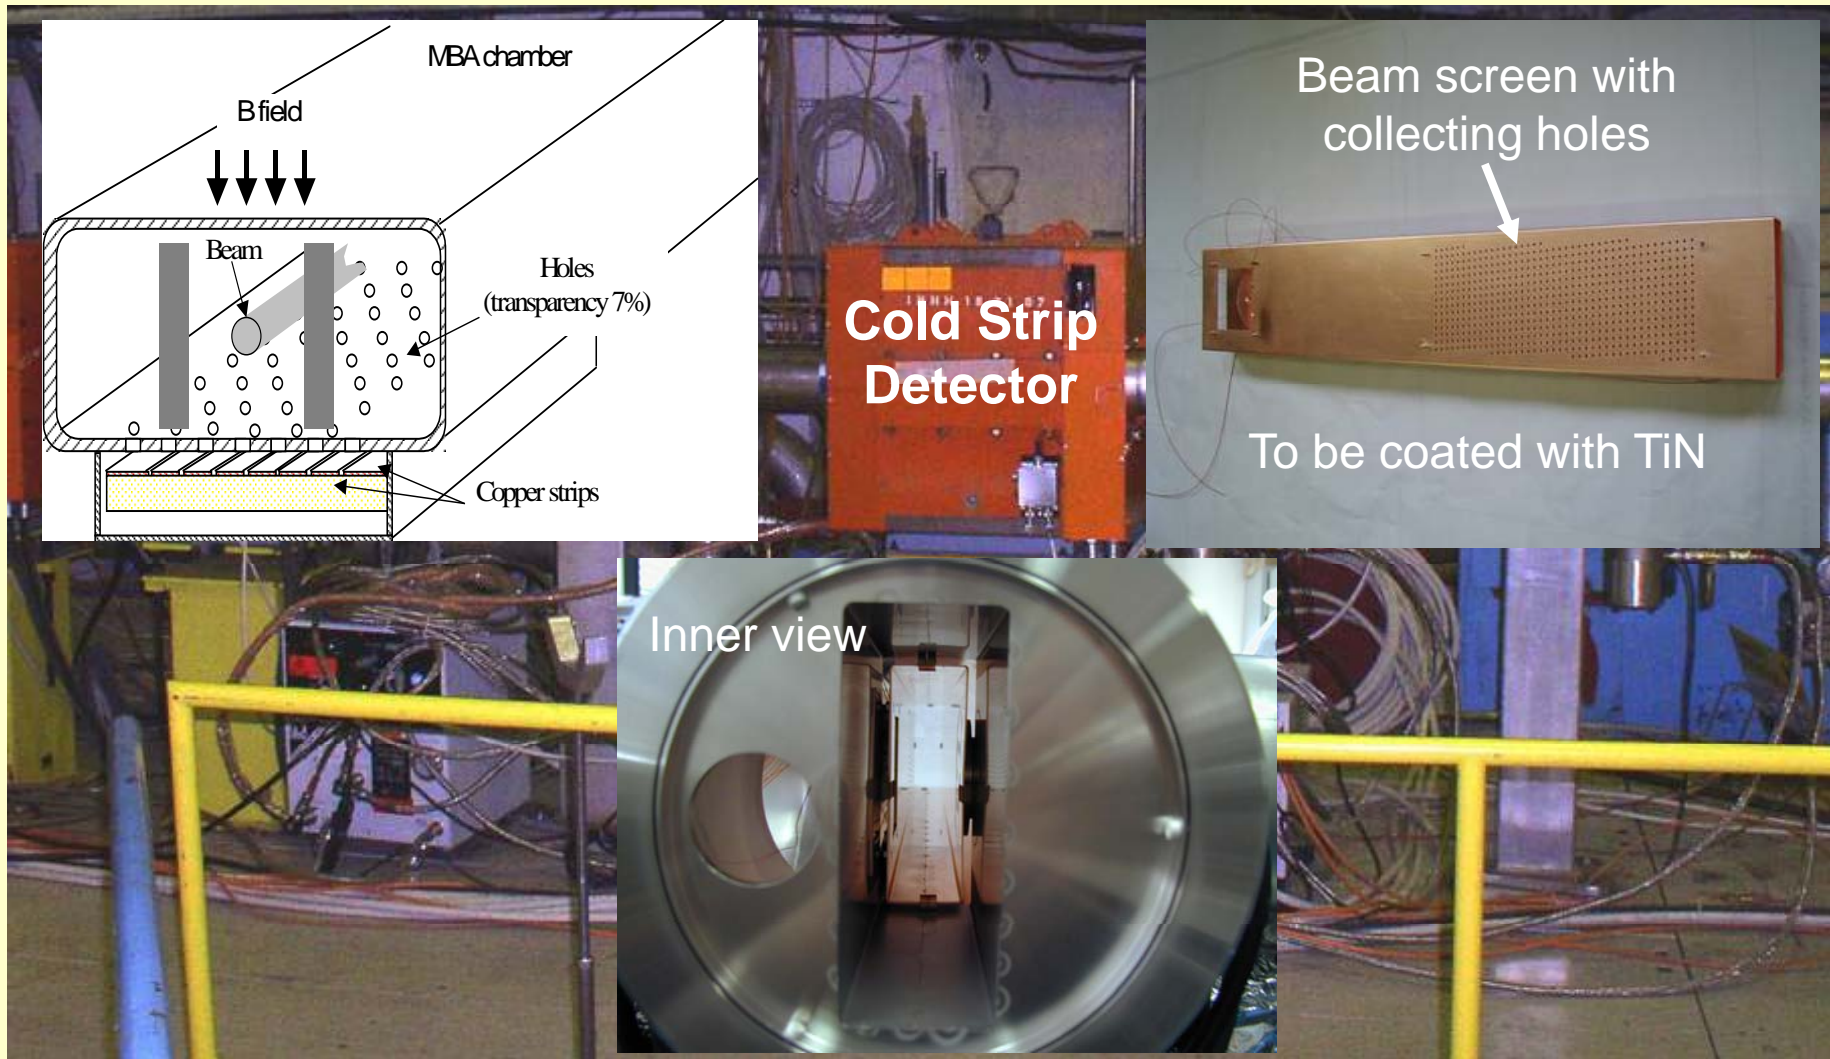 MBA chamber
B field
Beam
Holes
(transparency 7%)
Copper strips
Cold Strip
Detector
Beam screen with
collecting holes
To be coated with TiN
Inner view